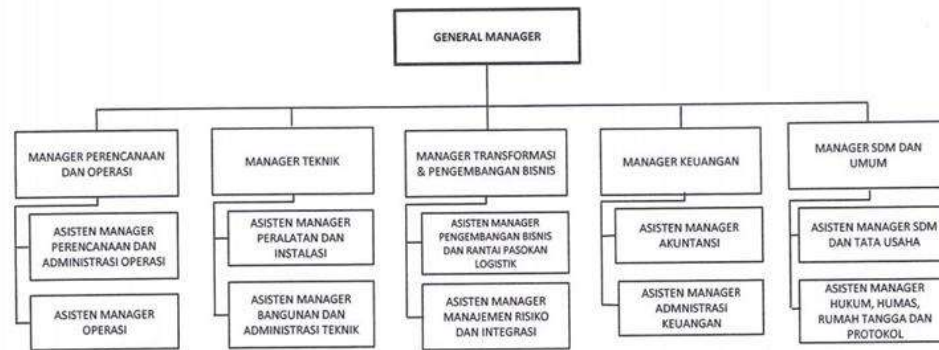 GENERAL MANAGER
MANAGER PERENCANAAN
DAN OPERASI
MANAGER TEKNIK
MANAGER TRANSFORMASI
& PENGEMBANGAN BISNIS
MANAGER KEUANGAN
MANAGER SDM DAN
UMUM
ASISTEN MANAGER
PERENCANAAN DAN
ADMINISTRASI OPERASI
ASISTEN MANAGER
PERALATAN DAN
INSTALASI
ASISTEN MANAGER
PENGEMBANGAN BISNIS
DAN RANTAI PASOKAN
LOGISTIK
ASISTEN MANAGER
AKUNTANSI
ASISTEN MANAGER SDM
DAN TATA USAHA
ASISTEN MANAGER
OPERASI
ASISTEN MANAGER
BANGUNAN DAN
ADMINISTRASI TEKNIK
ASISTEN MANAGER
MANAJEMEN RISIKO
DAN INTEGRASI
ASISTEN MANAGER
ADMNISTRASI
KEUANGAN
ASISTEN MANAGER
HUKUM, HUMAS,
RUMAH TANGGA DAN
PROTOKOL